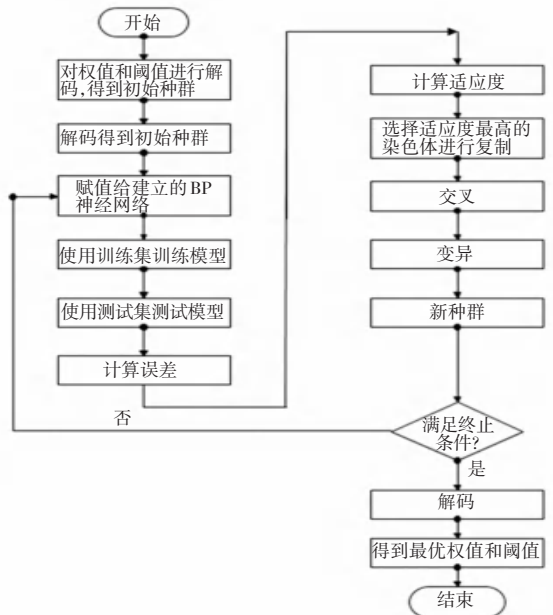 开始
对权值和阈值进行解
码,得到初始种群
解码得到初始种群
赋值给建立的BP
神经网络
使用训练集训练模型
使用测试集测试模型
计算误差
计算适应度
选择适应度最高的
染色体进行复制
交叉
变异
新种群
满足终止
条件?
否
是
解码
得到最优权值和阈值
结束